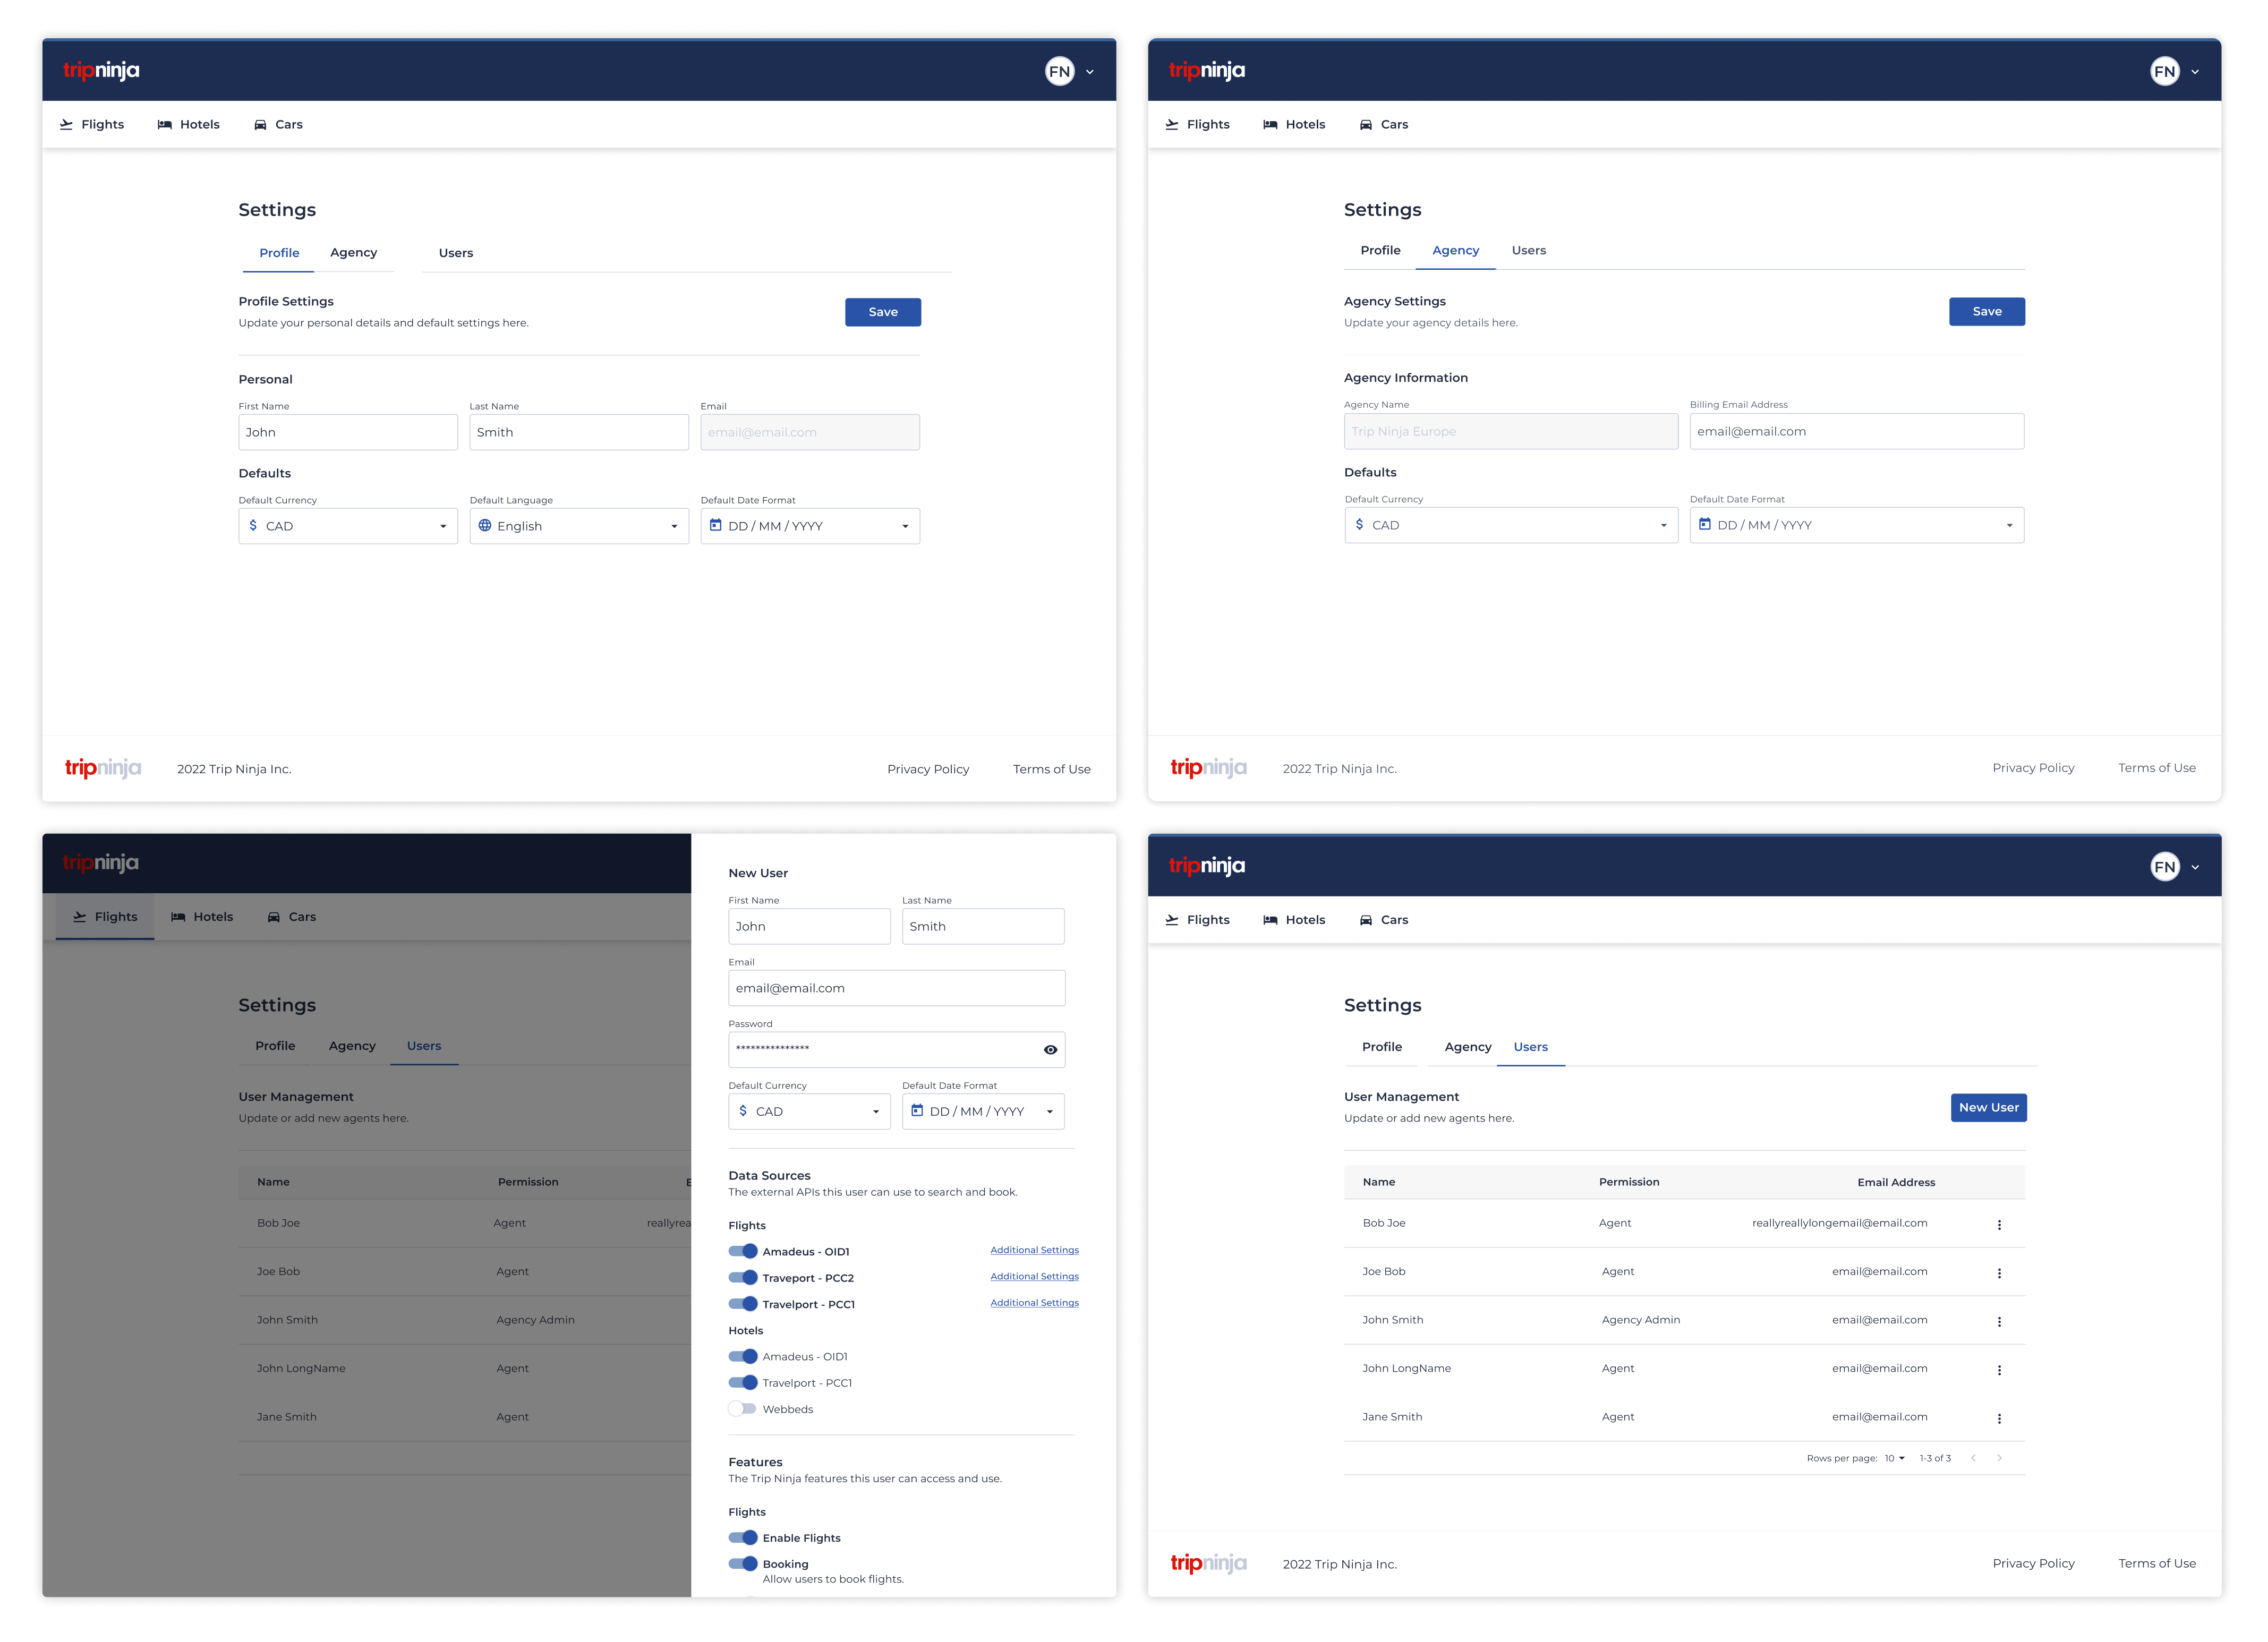 tripninja
FN
Flights Hotels Cars
Settings
Profile Agency Users
Profile Settings
Update your personal details and default settings here.
Save
Personal
First Name Last Name Email
John Smith email@email.com
Defaults
Default Currency Default Language Default Date Format
$ CAD English DD / MM / YYYY
tripninja 2022 Trip Ninja Inc. Privacy Policy Terms of Use
tripninja
FN
Flights Hotels Cars
Settings
Profile Agency Users
Agency Settings
Update your agency details here.
Save
Agency Information
Agency Name Billing Email Address
Trip Ninja Europe email@email.com
Defaults
Default Currency Default Date Format
$ CAD DD / MM / YYYY
tripninja 2022 Trip Ninja Inc. Privacy Policy Terms of Use
tripninja
Flights Hotels Cars
Settings
Profile Agency Users
User Management
Update or add new agents here.
Name Permission E
Bob Joe Agent reallyrea
Joe Bob Agent
John Smith Agency Admin
John LongName Agent
Jane Smith Agent
New User
First Name Last Name
John Smith
Email
email@email.com
Password
***************
Default Currency Default Date Format
$ CAD DD / MM / YYYY
Data Sources
The external APIs this user can use to search and book.
Flights
Amadeus - OID1 Additional Settings
Traveport - PCC2 Additional Settings
Travelport - PCC1 Additional Settings
Hotels
Amadeus - OID1
Travelport - PCC1
Webbeds
Features
The Trip Ninja features this user can access and use.
Flights
Enable Flights
Booking
Allow users to book flights.
tripninja
FN
Flights Hotels Cars
Settings
Profile Agency Users
User Management
Update or add new agents here.
New User
Name Permission Email Address
Bob Joe Agent reallyreallylongemail@email.com
Joe Bob Agent email@email.com
John Smith Agency Admin email@email.com
John LongName Agent email@email.com
Jane Smith Agent email@email.com
Rows per page: 10 1-3 of 3
tripninja 2022 Trip Ninja Inc. Privacy Policy Terms of Use